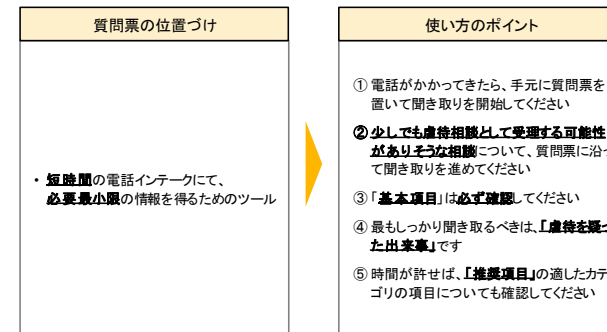 質問票の位置づけ
・ 短時間の電話インテークにて、
必要最小限の情報を得るためのツール
使い方のポイント
① 電話がかかってきたら、手元に質問票を
置いて聞き取りを開始してください
② 少しでも虐待相談として受理する可能性
がありそうな相談について、質問票に沿っ
て聞き取りを進めてください
③ 「基本項目」は必ず確認してください
④ 最もしっかり聞き取るべきは、「虐待を疑っ
た出来事」です
⑤ 時間が許せば、「推奨項目」の適したカテ
ゴリの項目についても確認してください